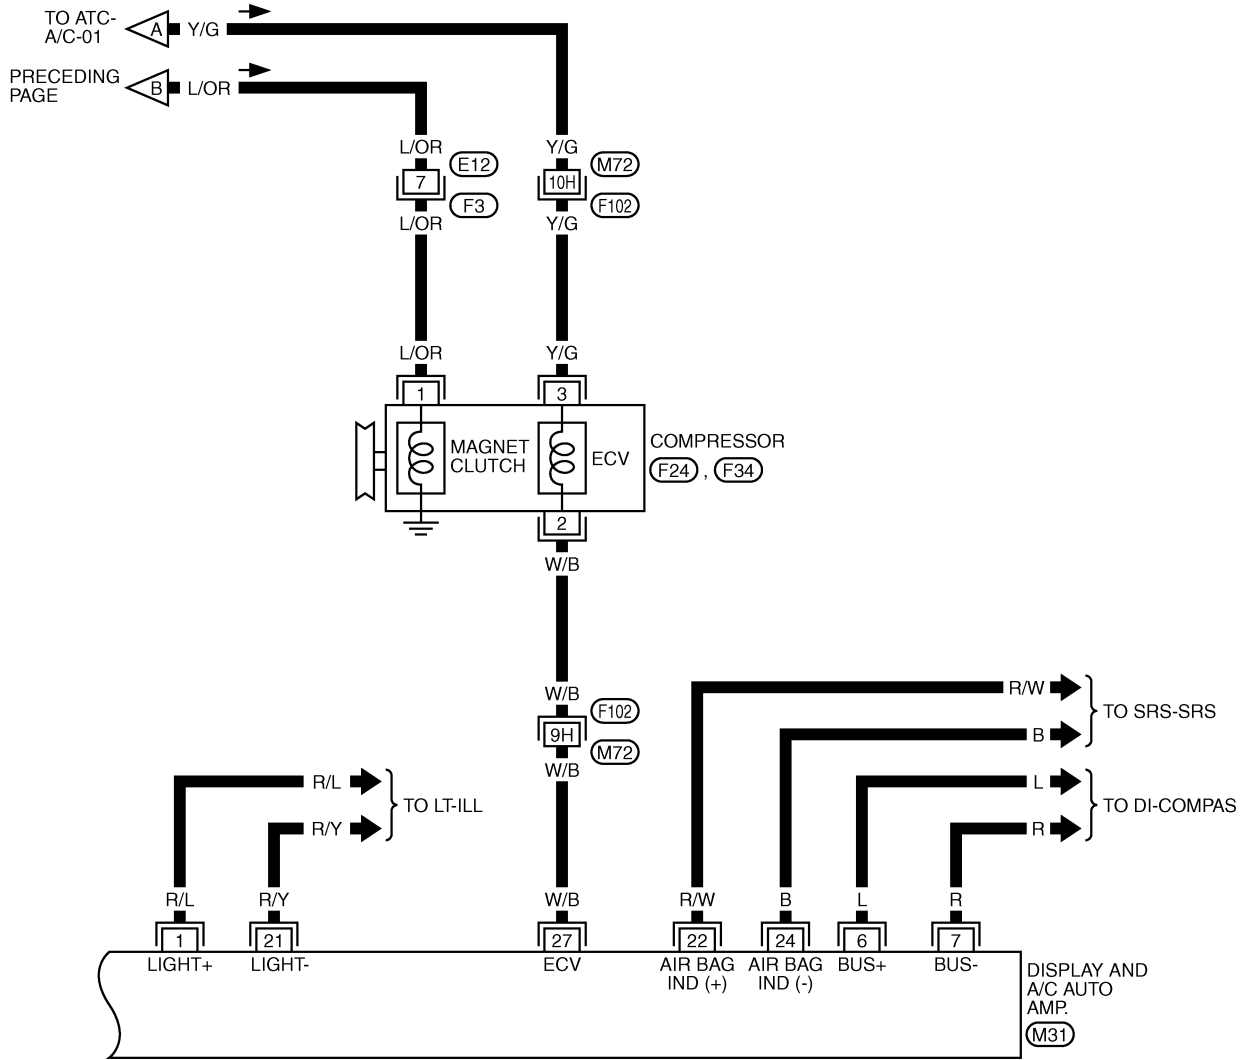 TO ATC-
A/C-01
A
Y/G
PRECEDING
PAGE
B
L/OR
L/OR
Y/G
E12
M72
7
10H
F3
F102
L/OR
Y/G
L/OR
Y/G
1
3
MAGNET
CLUTCH
ECV
COMPRESSOR
F24 , F34
2
W/B
W/B
F102
9H
M72
W/B
R/W
TO SRS-SRS
B
R/L
TO LT-ILL
R/Y
L
TO DI-COMPAS
R
R/L
R/Y
W/B
R/W
B
L
R
1
21
27
22
24
6
7
LIGHT+
LIGHT-
ECV
AIR BAG
IND (+)
AIR BAG
IND (-)
BUS+
BUS-
DISPLAY AND
A/C AUTO
AMP.
M31